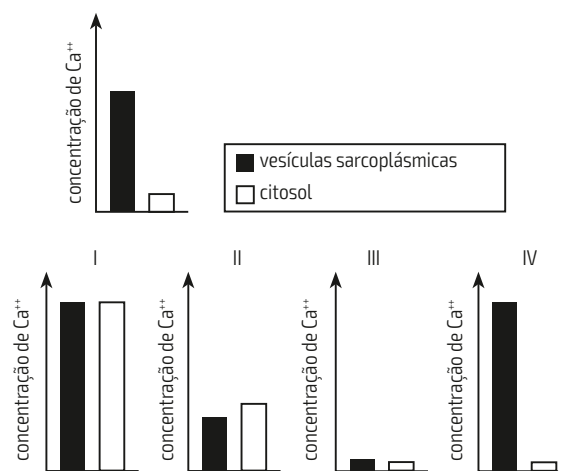 concentração de Ca⁺⁺
vesículas sarcoplásmicas
citosol
I
II
III
IV
concentração de Ca⁺⁺
concentração de Ca⁺⁺
concentração de Ca⁺⁺
concentração de Ca⁺⁺